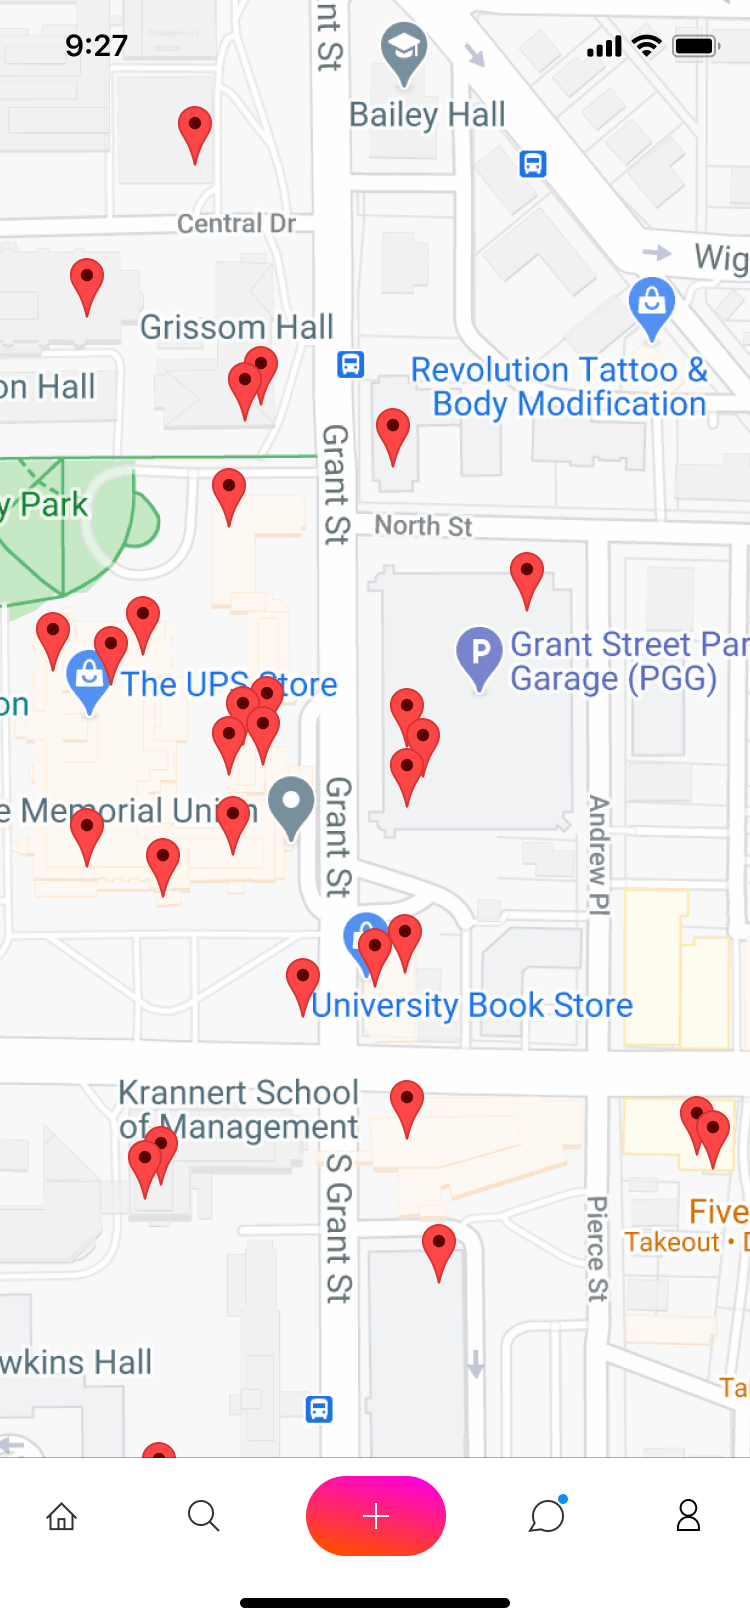 9:27
nt St
Bailey Hall
Central Dr
Wig
Grissom Hall
on Hall
Revolution Tattoo &
Body Modification
Grant St
y Park
North St
Grant Street Par
Garage (PGG)
P
The UPS Store
on
e Memorial Union
Grant St
Andrew Pl
University Book Store
Krannert School
of Management
S Grant St
Pierce St
Five
Takeout • D
wkins Hall
Ta